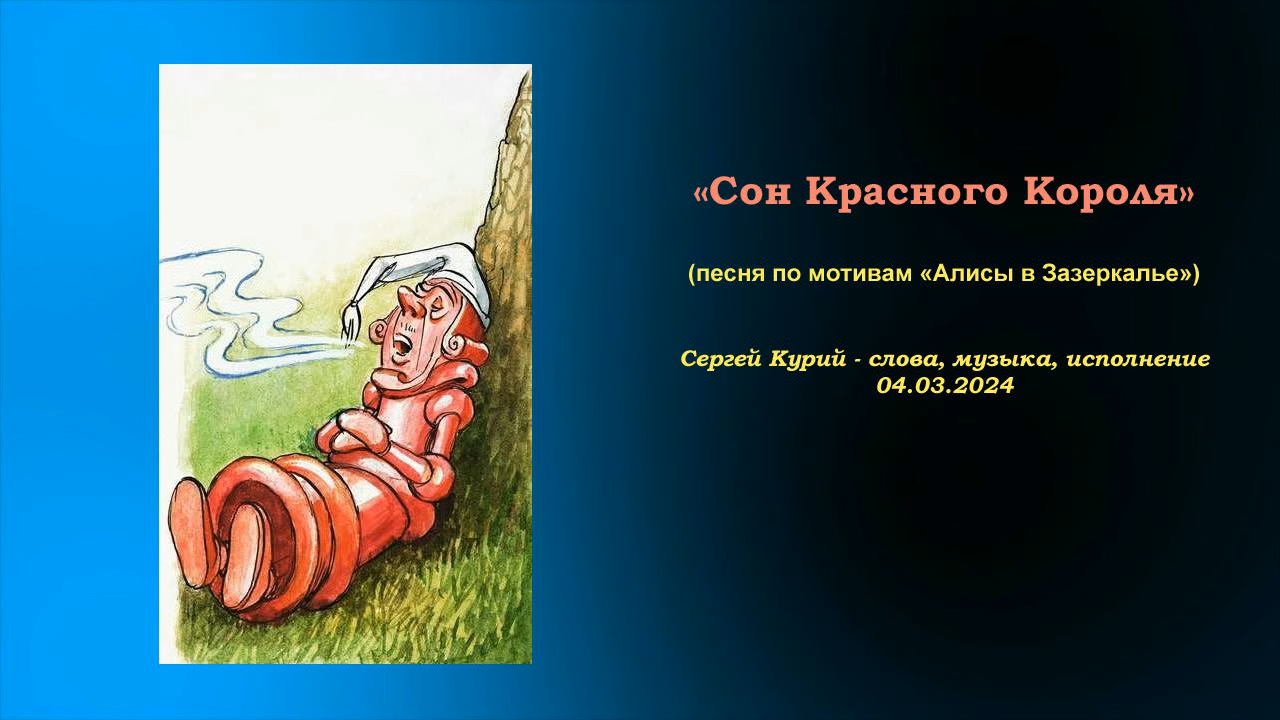 «Сон Красного Короля»
(песня по мотивам «Алисы в Зазеркалье»)
Сергей Курий - слова, музыка, исполнение
04.03.2024